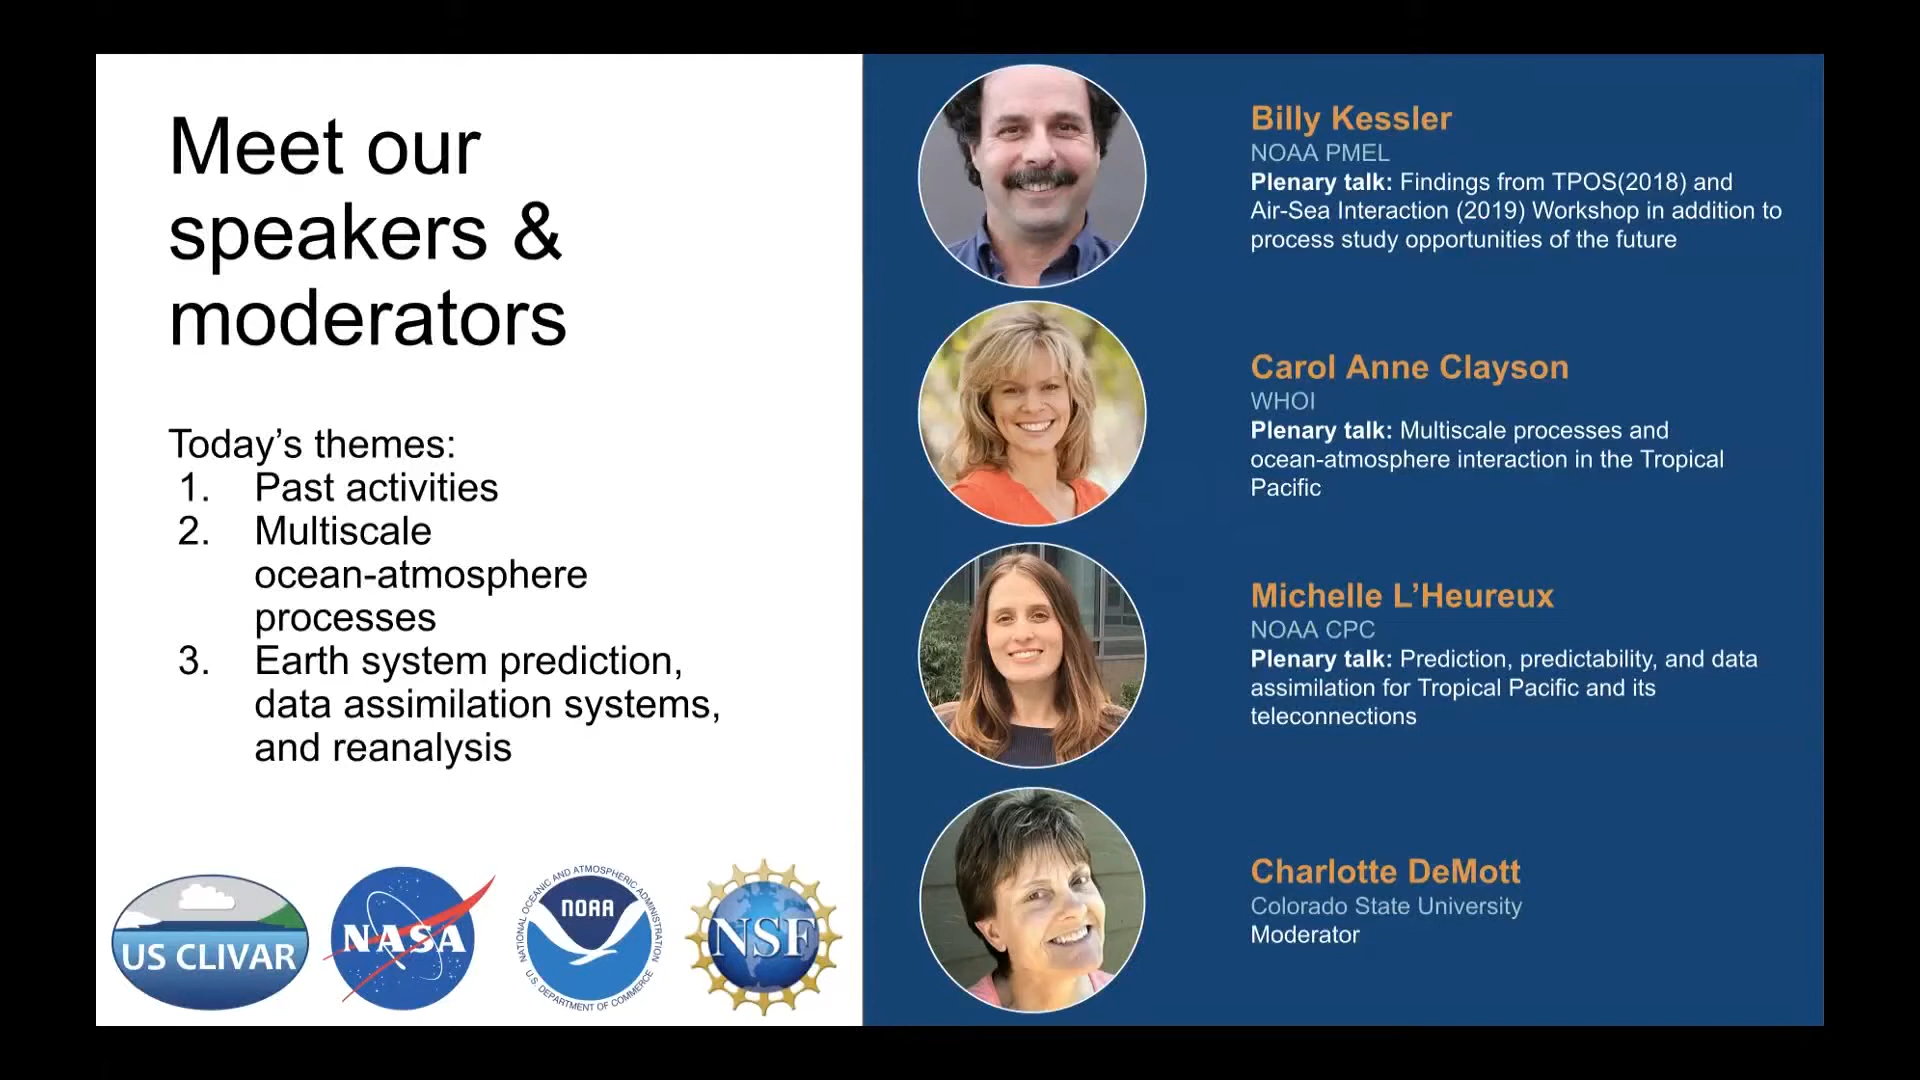 Meet our
speakers &
moderators
Today’s themes:
1. Past activities
2. Multiscale
ocean-atmosphere
processes
3. Earth system prediction,
data assimilation systems,
and reanalysis
US CLIVAR
NASA
NATIONAL OCEANIC AND ATMOSPHERIC ADMINISTRATION
NOAA
U.S. DEPARTMENT OF COMMERCE
NSF
Billy Kessler
NOAA PMEL
Plenary talk: Findings from TPOS(2018) and
Air-Sea Interaction (2019) Workshop in addition to
process study opportunities of the future
Carol Anne Clayson
WHOI
Plenary talk: Multiscale processes and
ocean-atmosphere interaction in the Tropical
Pacific
Michelle L’Heureux
NOAA CPC
Plenary talk: Prediction, predictability, and data
assimilation for Tropical Pacific and its
teleconnections
Charlotte DeMott
Colorado State University
Moderator